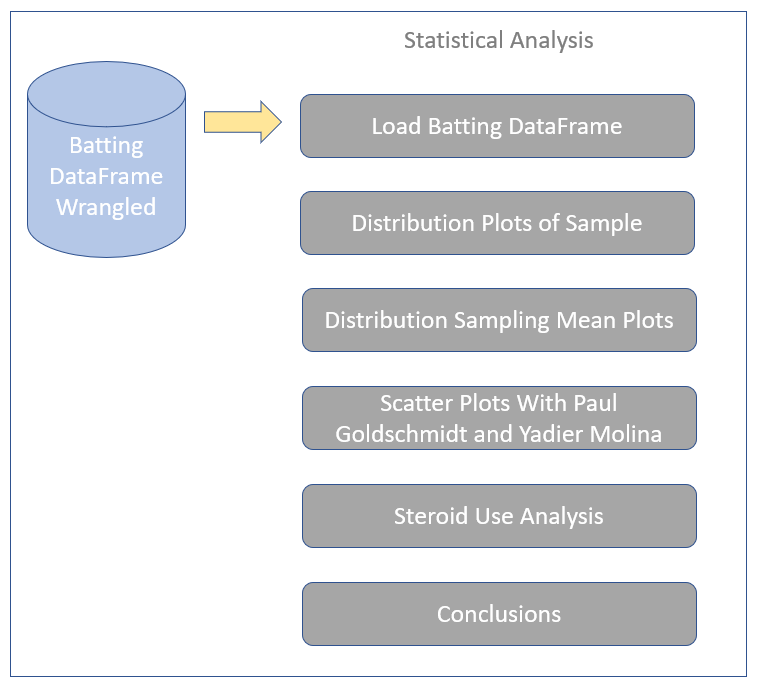 Statistical Analysis
Batting
DataFrame
Wrangled
Load Batting DataFrame
Distribution Plots of Sample
Distribution Sampling Mean Plots
Scatter Plots With Paul
Goldschmidt and Yadier Molina
Steroid Use Analysis
Conclusions